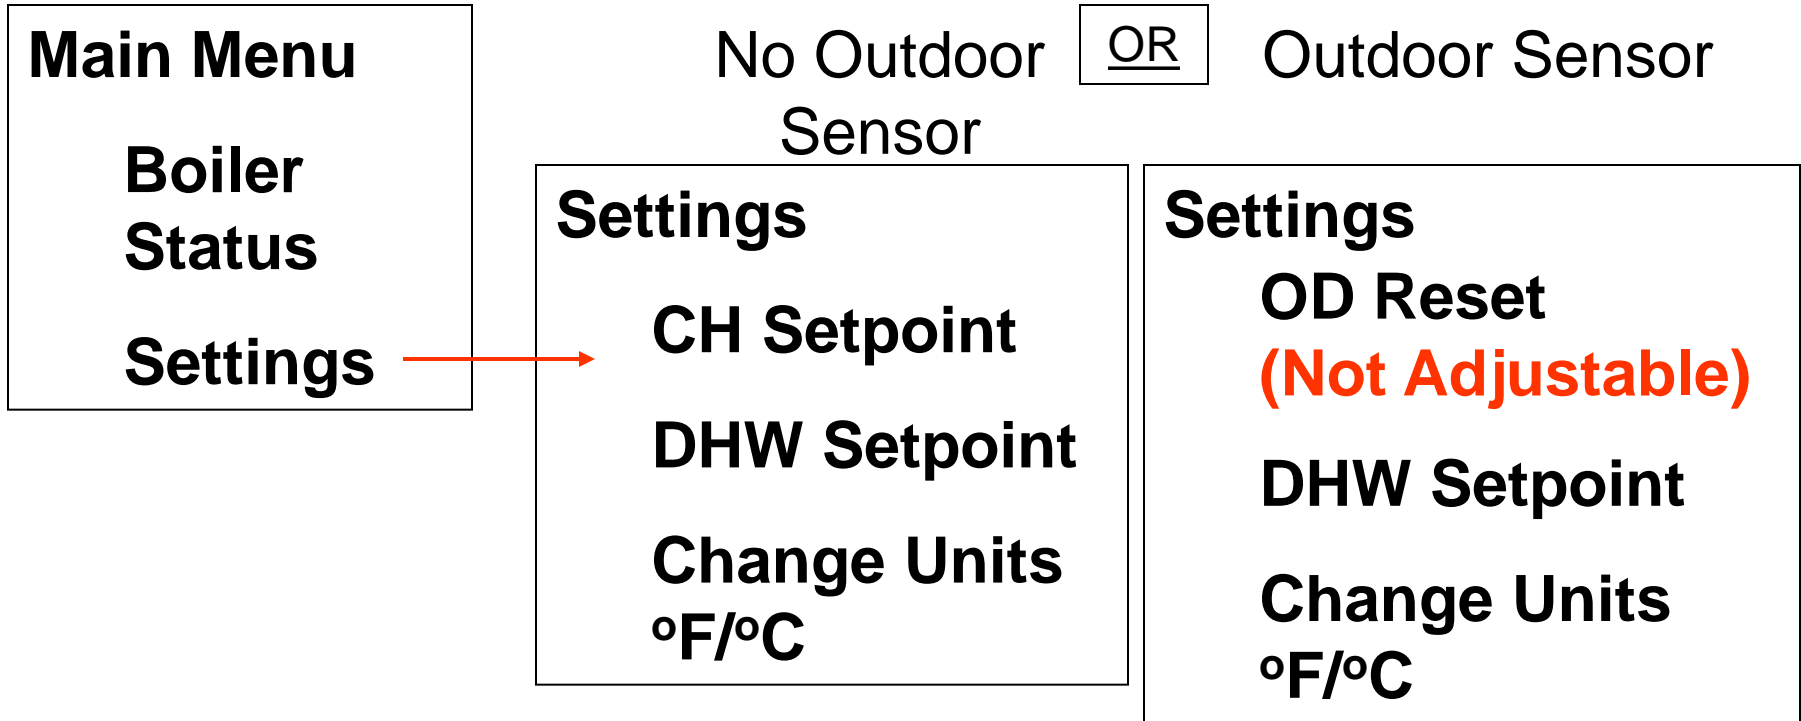 Main Menu
Boiler
Status
Settings
No Outdoor
Sensor
OR
Outdoor Sensor
Settings
CH Setpoint
DHW Setpoint
Change Units
ºF/ºC
Settings
OD Reset
(Not Adjustable)
DHW Setpoint
Change Units
ºF/ºC